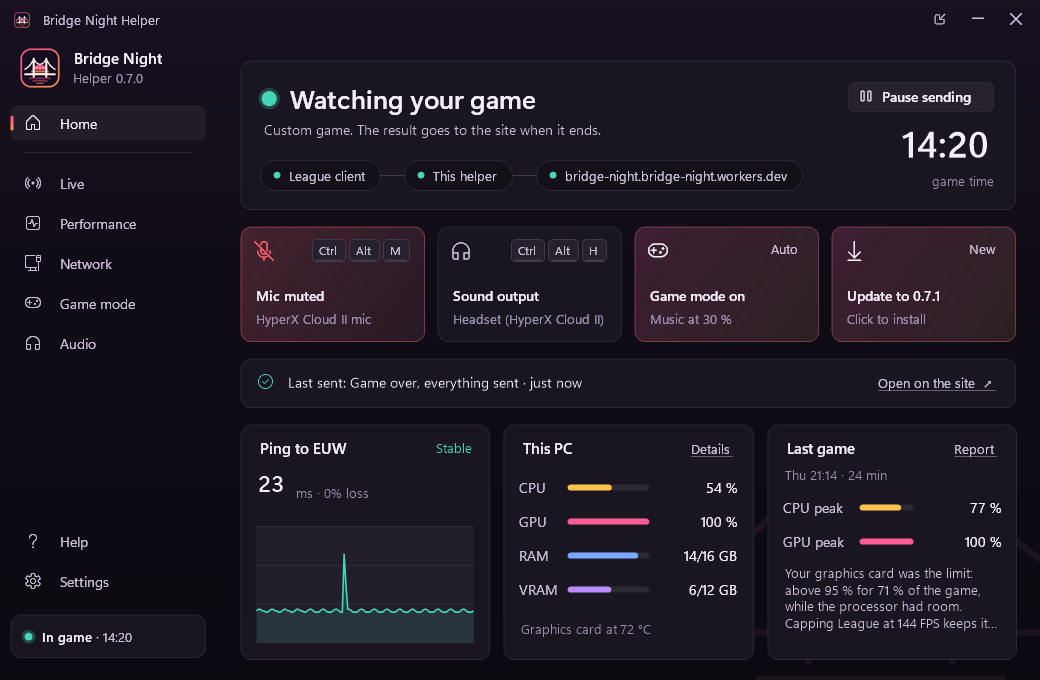 Bridge Night Helper
Bridge Night
Helper 0.7.0
Home
Live
Performance
Network
Game mode
Audio
Help
Settings
In game · 14:20
Watching your game
Custom game. The result goes to the site when it ends.
League client
This helper
bridge-night.bridge-night.workers.dev
Pause sending
14:20
game time
Ctrl Alt M
Mic muted
HyperX Cloud II mic
Ctrl Alt H
Sound output
Headset (HyperX Cloud II)
Auto
Game mode on
Music at 30 %
New
Update to 0.7.1
Click to install
Last sent: Game over, everything sent · just now
Open on the site ↗
Ping to EUW
Stable
23 ms · 0% loss
This PC
Details
CPU 54 %
GPU 100 %
RAM 14/16 GB
VRAM 6/12 GB
Graphics card at 72 °C
Last game
Report
Thu 21:14 · 24 min
CPU peak 77 %
GPU peak 100 %
Your graphics card was the limit:
above 95 % for 71 % of the game,
while the processor had room.
Capping League at 144 FPS keeps it...